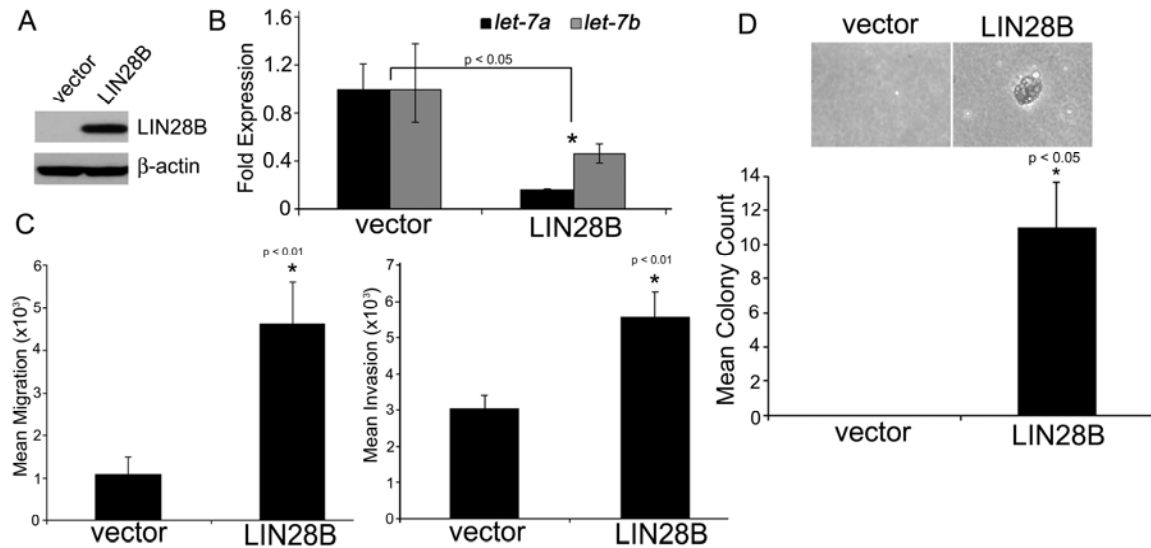 A
vector
LIN28B
LIN28B
β-actin
B
let-7a
let-7b
Fold Expression
1.6
1.2
0.8
0.4
0
p < 0.05
*
vector
LIN28B
C
Mean Migration (x10³)
6
5
4
3
2
1
0
p < 0.01
*
vector
LIN28B
Mean Invasion (x10³)
7
6
5
4
3
2
1
0
p < 0.01
*
vector
LIN28B
D
vector
LIN28B
Mean Colony Count
14
12
10
8
6
4
2
0
p < 0.05
*
vector
LIN28B